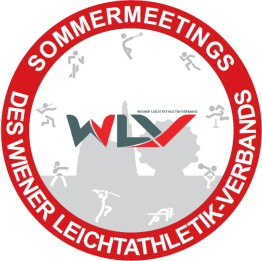 SOMMERMEETINGS
WIENER LEICHTATHLETIK-VERBAND
WLV
DES WIENER LEICHTATHLETIK-VERBANDS